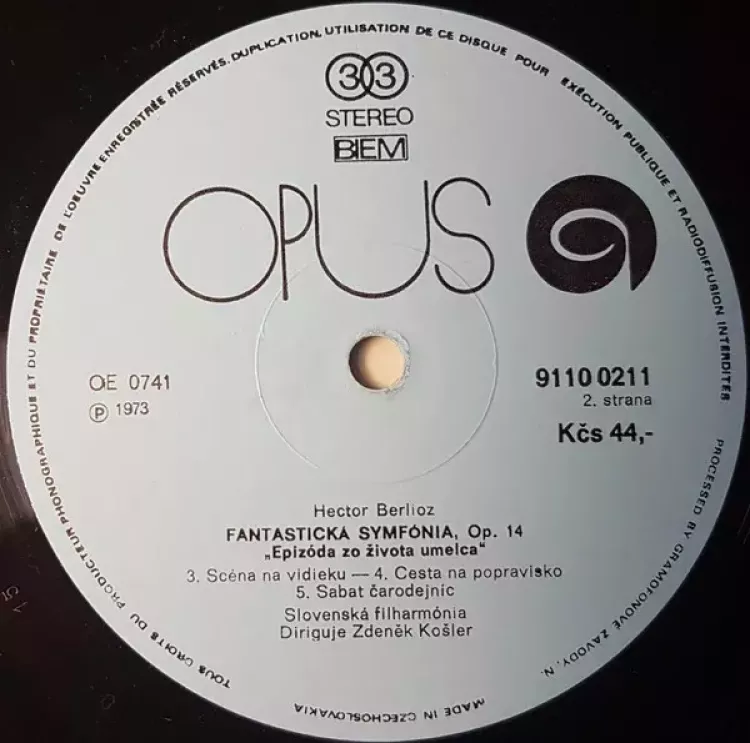 TOUS DROITS DU PRODUCTEUR PHONOGRAPHIQUE ET DU PROPRIÉTAIRE DE L'OEUVRE ENREGISTRÉE RÉSERVÉS. DUPLICATION, UTILISATION DE CE DISQUE POUR EXÉCUTION PUBLIQUE ET RADIODIFFUSION INTERDITES.
33
STEREO
BIEM
OPUS
OE 0741
℗ 1973
9110 0211
2. strana
Kčs 44,-
Hector Berlioz
FANTASTICKÁ SYMFÓNIA, Op. 14
„Epizóda zo života umelca“
3. Scéna na vidieku — 4. Cesta na popravisko
5. Sabat čarodejníc
Slovenská filharmónia
Diriguje Zdeněk Košler
MADE IN CZECHOSLOVAKIA
PROCESSED BY GRAMOFONOVÉ ZÁVODY, N.